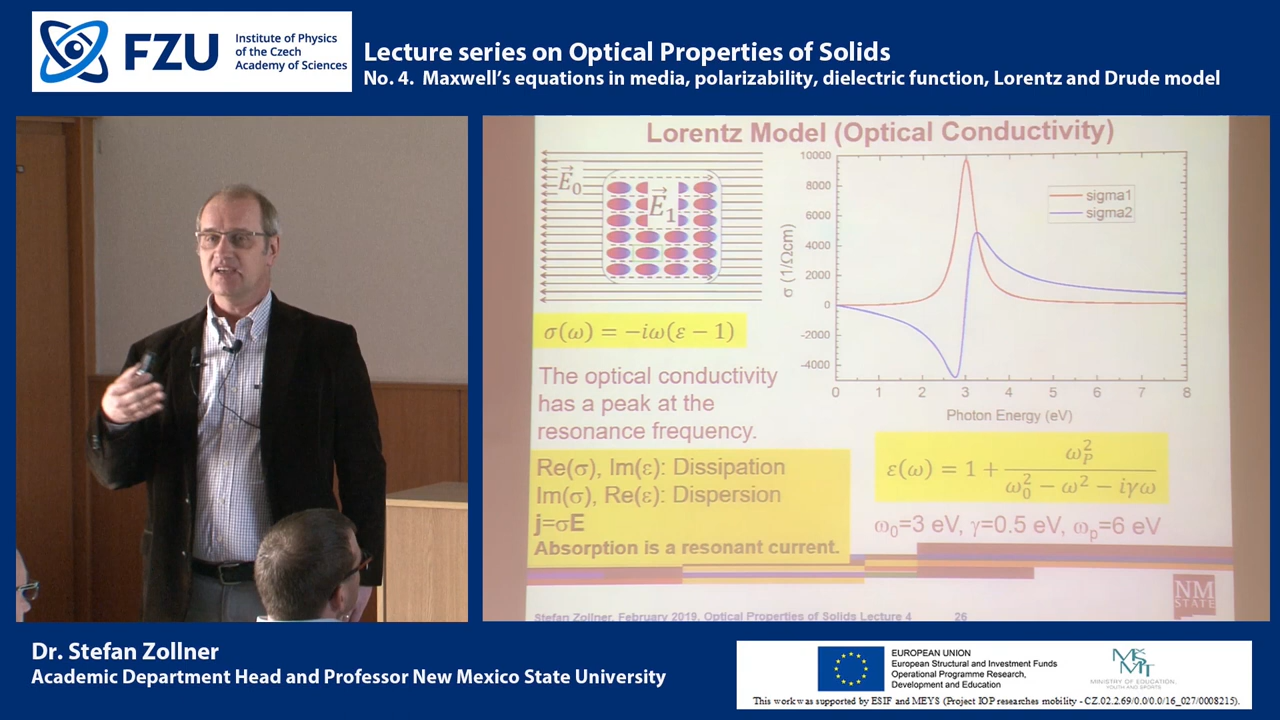 FZU
Institute of Physics
of the Czech
Academy of Sciences
Lecture series on Optical Properties of Solids
No. 4. Maxwell's equations in media, polarizability, dielectric function, Lorentz and Drude model
Lorentz Model (Optical Conductivity)
E⃗₀
E⃗₁
σ(ω) = −iω(ε − 1)
The optical conductivity
has a peak at the
resonance frequency.
Re(σ), Im(ε): Dissipation
Im(σ), Re(ε): Dispersion
j=σE
Absorption is a resonant current.
σ (1/Ωcm)
10000
8000
6000
4000
2000
0
-2000
-4000
sigma1
sigma2
0 1 2 3 4 5 6 7 8
Photon Energy (eV)
ε(ω) = 1 + ω_P² / (ω₀² − ω² − iγω)
ω₀=3 eV, γ=0.5 eV, ωₚ=6 eV
NM
STATE
Stefan Zollner, February 2019, Optical Properties of Solids Lecture 4 26
Dr. Stefan Zollner
Academic Department Head and Professor New Mexico State University
EUROPEAN UNION
European Structural and Investment Funds
Operational Programme Research,
Development and Education
MINISTRY OF EDUCATION,
YOUTH AND SPORTS
This work was supported by ESIF and MEYS (Project IOP researches mobility - CZ.02.2.69/0.0/0.0/16_027/0008215).